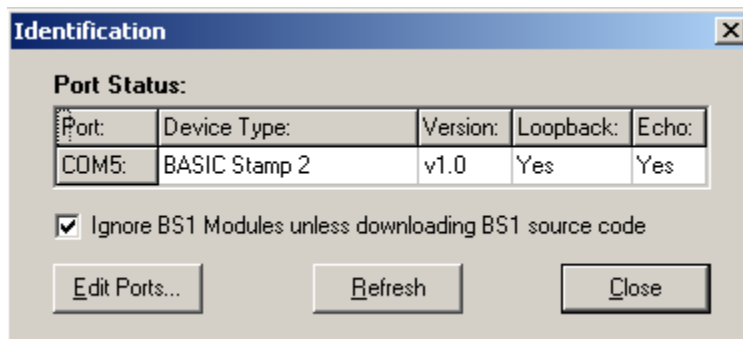 Identification
Port Status:
Port: Device Type: Version: Loopback: Echo:
COM5: BASIC Stamp 2 v1.0 Yes Yes
Ignore BS1 Modules unless downloading BS1 source code
Edit Ports... Refresh Close